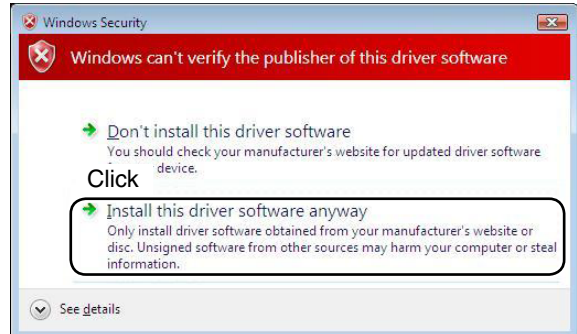 Windows Security
Windows can't verify the publisher of this driver software
Don't install this driver software
You should check your manufacturer's website for updated driver software
device.
Click
Install this driver software anyway
Only install driver software obtained from your manufacturer's website or
disc. Unsigned software from other sources may harm your computer or steal
information.
See details